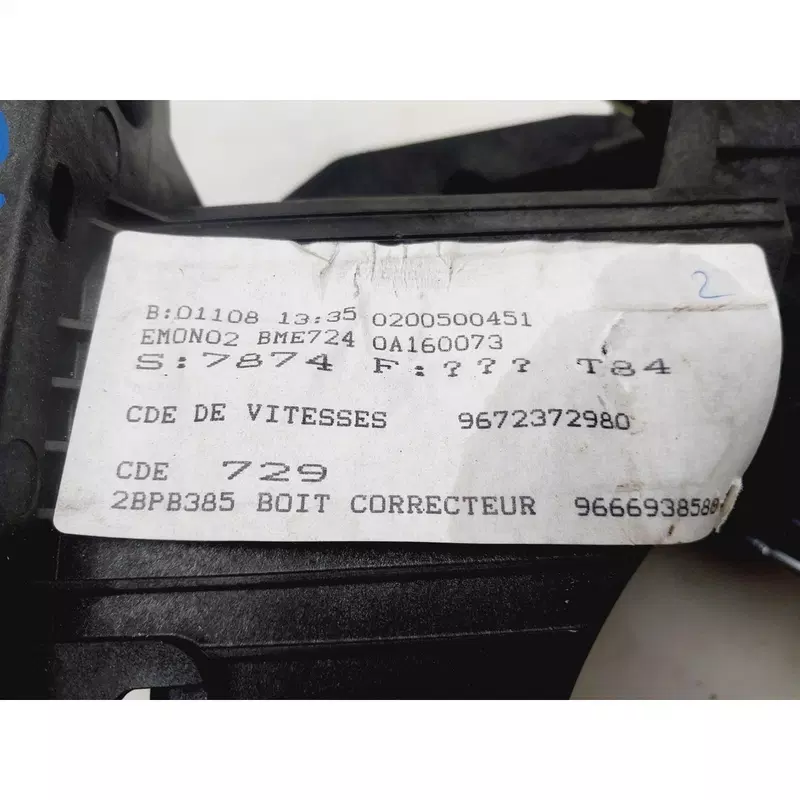 2
B:01108 13:35 0200500451
EMON02 BME724 0A160073
S:7874 F:??? T84
CDE DE VITESSES 9672372980
CDE 729
2BPB385 BOIT CORRECTEUR 9666938580